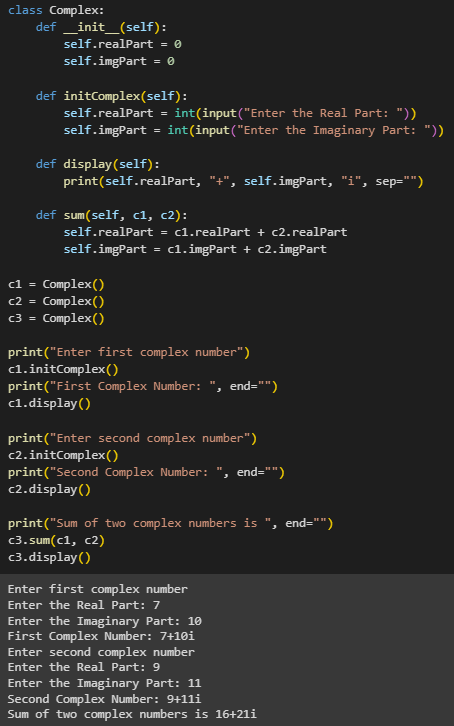 class Complex:
    def __init__(self):
        self.realPart = 0
        self.imgPart = 0

    def initComplex(self):
        self.realPart = int(input("Enter the Real Part: "))
        self.imgPart = int(input("Enter the Imaginary Part: "))

    def display(self):
        print(self.realPart, "+", self.imgPart, "i", sep="")

    def sum(self, c1, c2):
        self.realPart = c1.realPart + c2.realPart
        self.imgPart = c1.imgPart + c2.imgPart

c1 = Complex()
c2 = Complex()
c3 = Complex()

print("Enter first complex number")
c1.initComplex()
print("First Complex Number: ", end="")
c1.display()

print("Enter second complex number")
c2.initComplex()
print("Second Complex Number: ", end="")
c2.display()

print("Sum of two complex numbers is ", end="")
c3.sum(c1, c2)
c3.display()

Enter first complex number
Enter the Real Part: 7
Enter the Imaginary Part: 10
First Complex Number: 7+10i
Enter second complex number
Enter the Real Part: 9
Enter the Imaginary Part: 11
Second Complex Number: 9+11i
Sum of two complex numbers is 16+21i